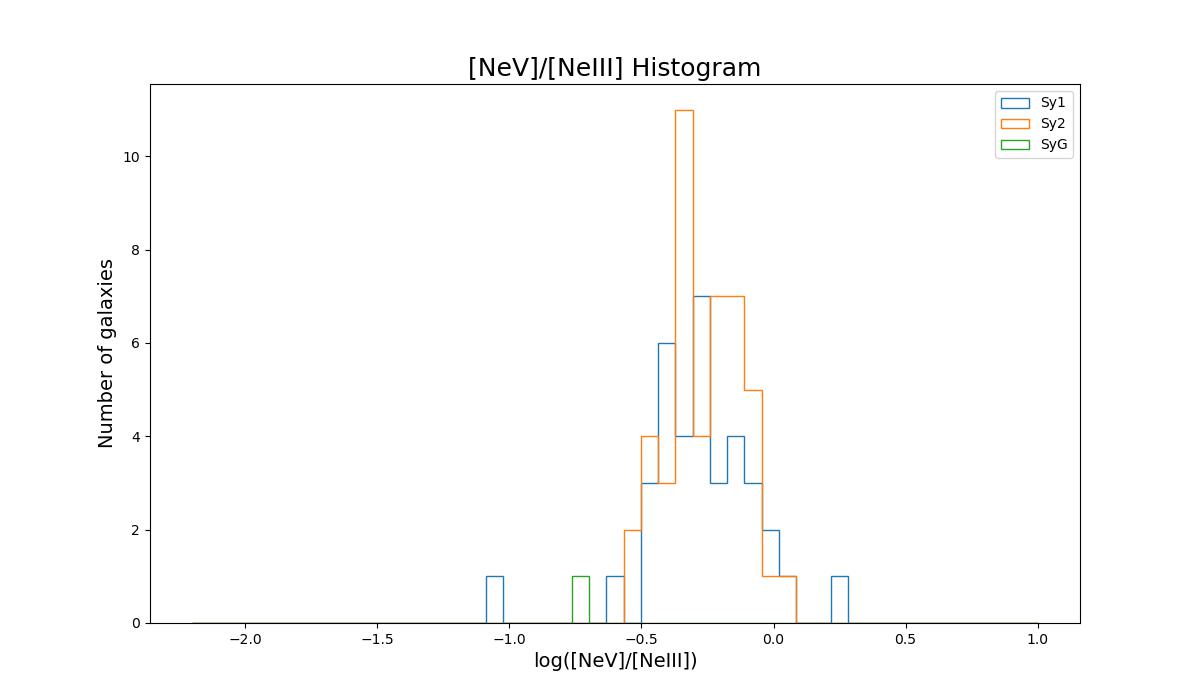 [NeV]/[NeIII] Histogram
Sy1
Sy2
SyG
Number of galaxies
10
8
6
4
2
0
−2.0 −1.5 −1.0 −0.5 0.0 0.5 1.0
log([NeV]/[NeIII])